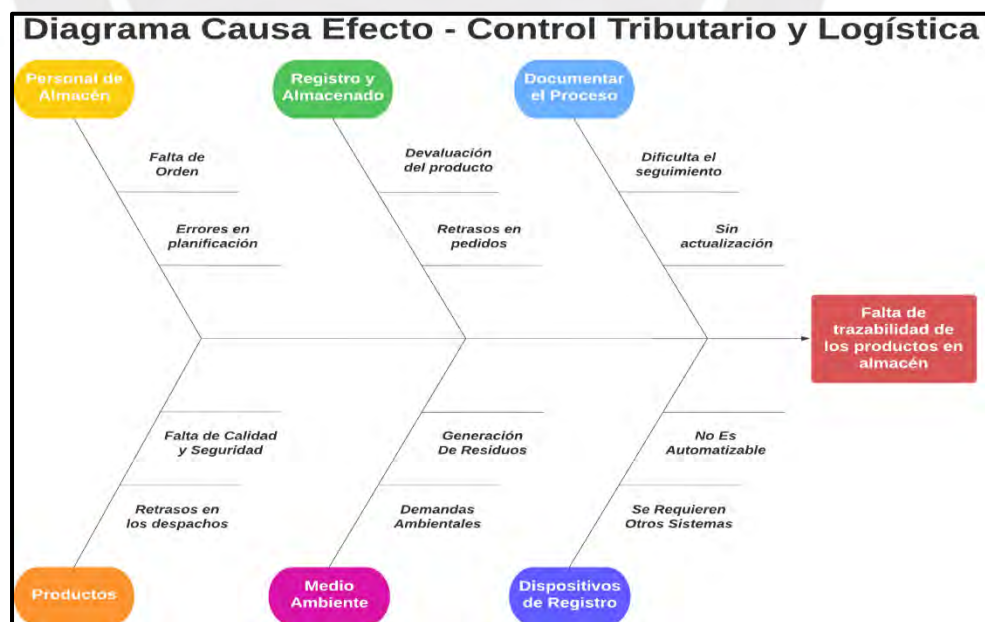 Diagrama Causa Efecto - Control Tributario y Logística
Personal de
Almacén
Registro y
Almacenado
Documentar
el Proceso
Falta de
Orden
Errores en
planificación
Devaluación
del producto
Retrasos en
pedidos
Dificulta el
seguimiento
Sin
actualización
Falta de
trazabilidad de
los productos en
almacén
Falta de Calidad
y Seguridad
Retrasos en
los despachos
Generación
De Residuos
Demandas
Ambientales
No Es
Automatizable
Se Requieren
Otros Sistemas
Productos
Medio
Ambiente
Dispositivos
de Registro